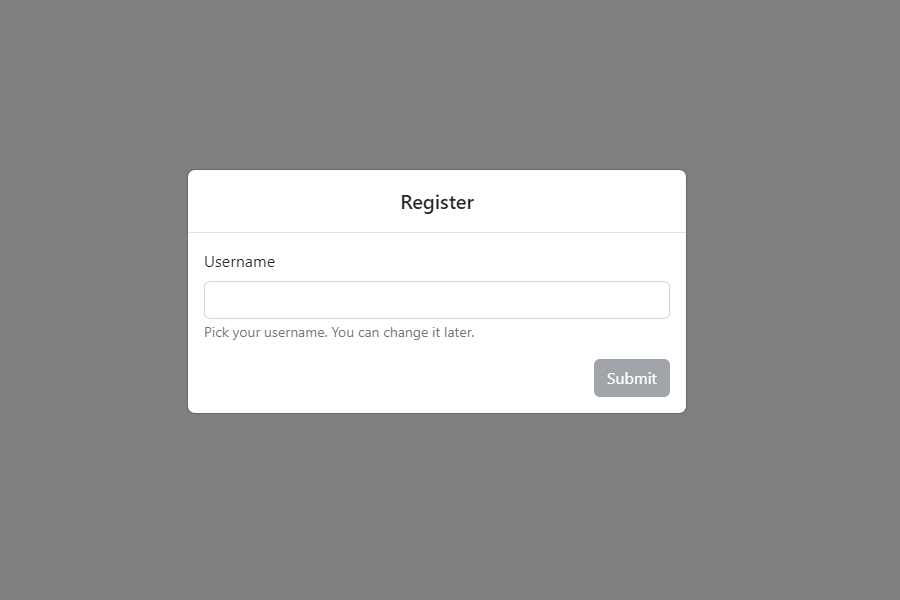 Register
Username
Pick your username. You can change it later.
Submit